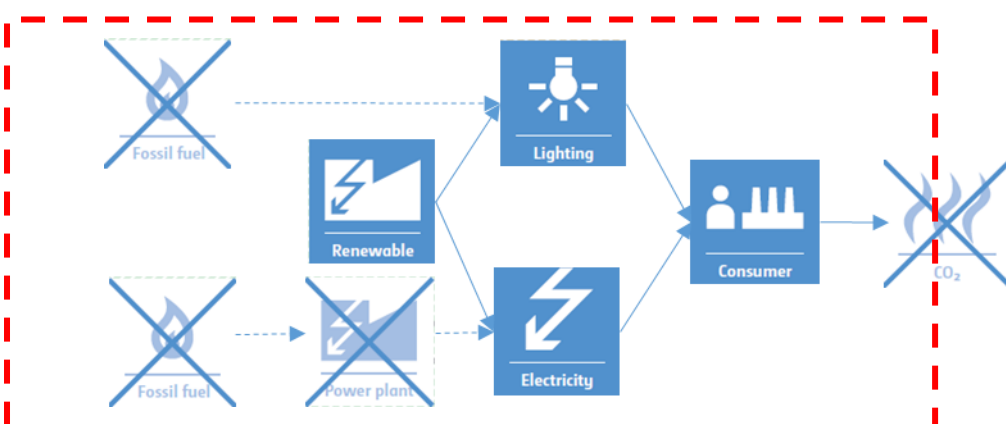 Fossil fuel
Lighting
Renewable
Consumer
CO₂
Fossil fuel
Power plant
Electricity